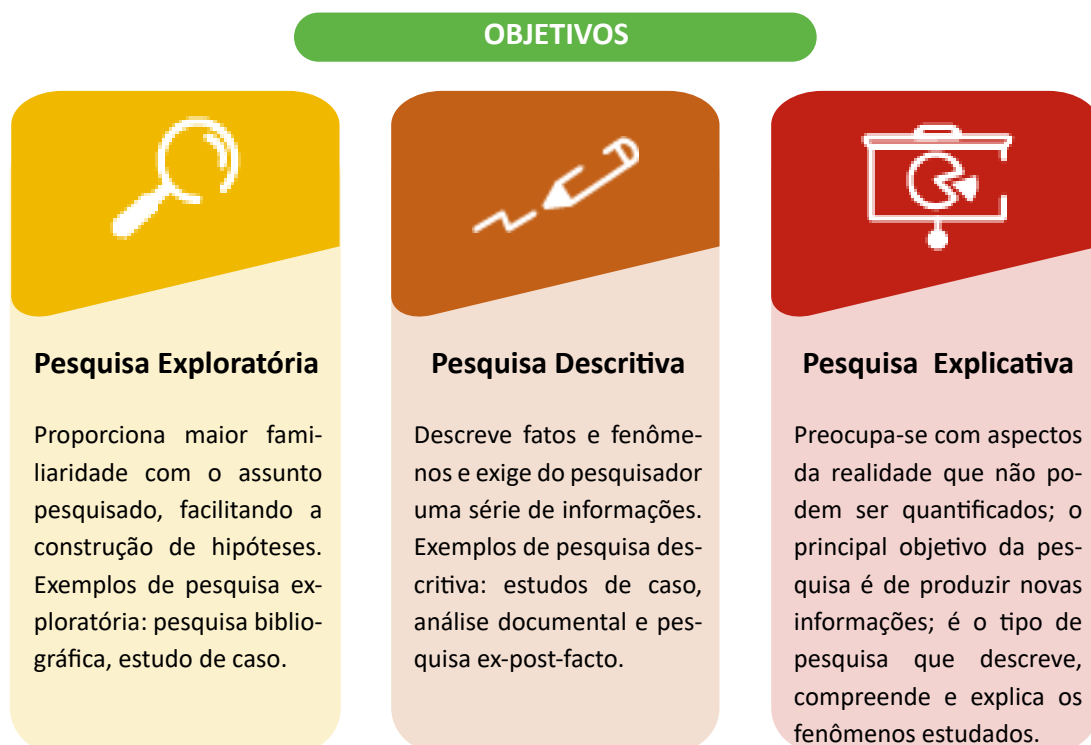 OBJETIVOS
Pesquisa Exploratória
Proporciona maior fami-
liaridade com o assunto
pesquisado, facilitando a
construção de hipóteses.
Exemplos de pesquisa ex-
ploratória: pesquisa biblio-
gráfica, estudo de caso.
Pesquisa Descritiva
Descreve fatos e fenôme-
nos e exige do pesquisador
uma série de informações.
Exemplos de pesquisa des-
critiva: estudos de caso,
análise documental e pes-
quisa ex-post-facto.
Pesquisa Explicativa
Preocupa-se com aspectos
da realidade que não po-
dem ser quantificados; o
principal objetivo da pes-
quisa é de produzir novas
informações; é o tipo de
pesquisa que descreve,
compreende e explica os
fenômenos estudados.